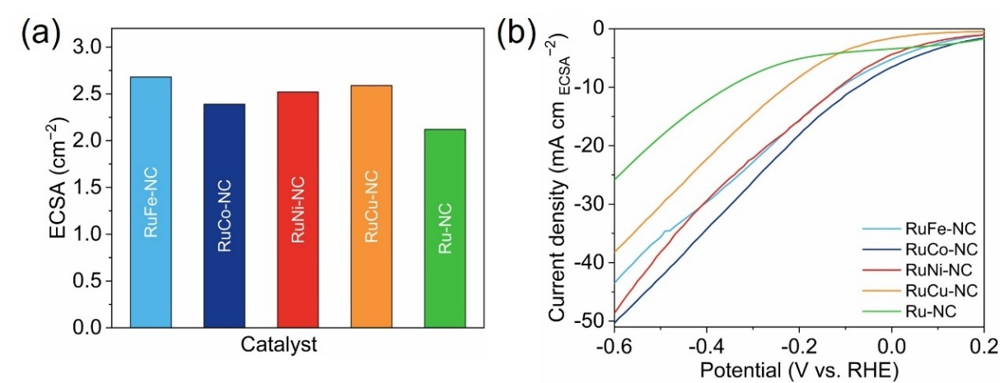 (a)
ECSA (cm⁻²)
3.0
2.5
2.0
1.5
1.0
0.5
0.0
RuFe-NC
RuCo-NC
RuNi-NC
RuCu-NC
Ru-NC
Catalyst
(b)
Current density (mA cm ECSA⁻²)
0
-10
-20
-30
-40
-50
RuFe-NC
RuCo-NC
RuNi-NC
RuCu-NC
Ru-NC
-0.6 -0.4 -0.2 0.0 0.2
Potential (V vs. RHE)